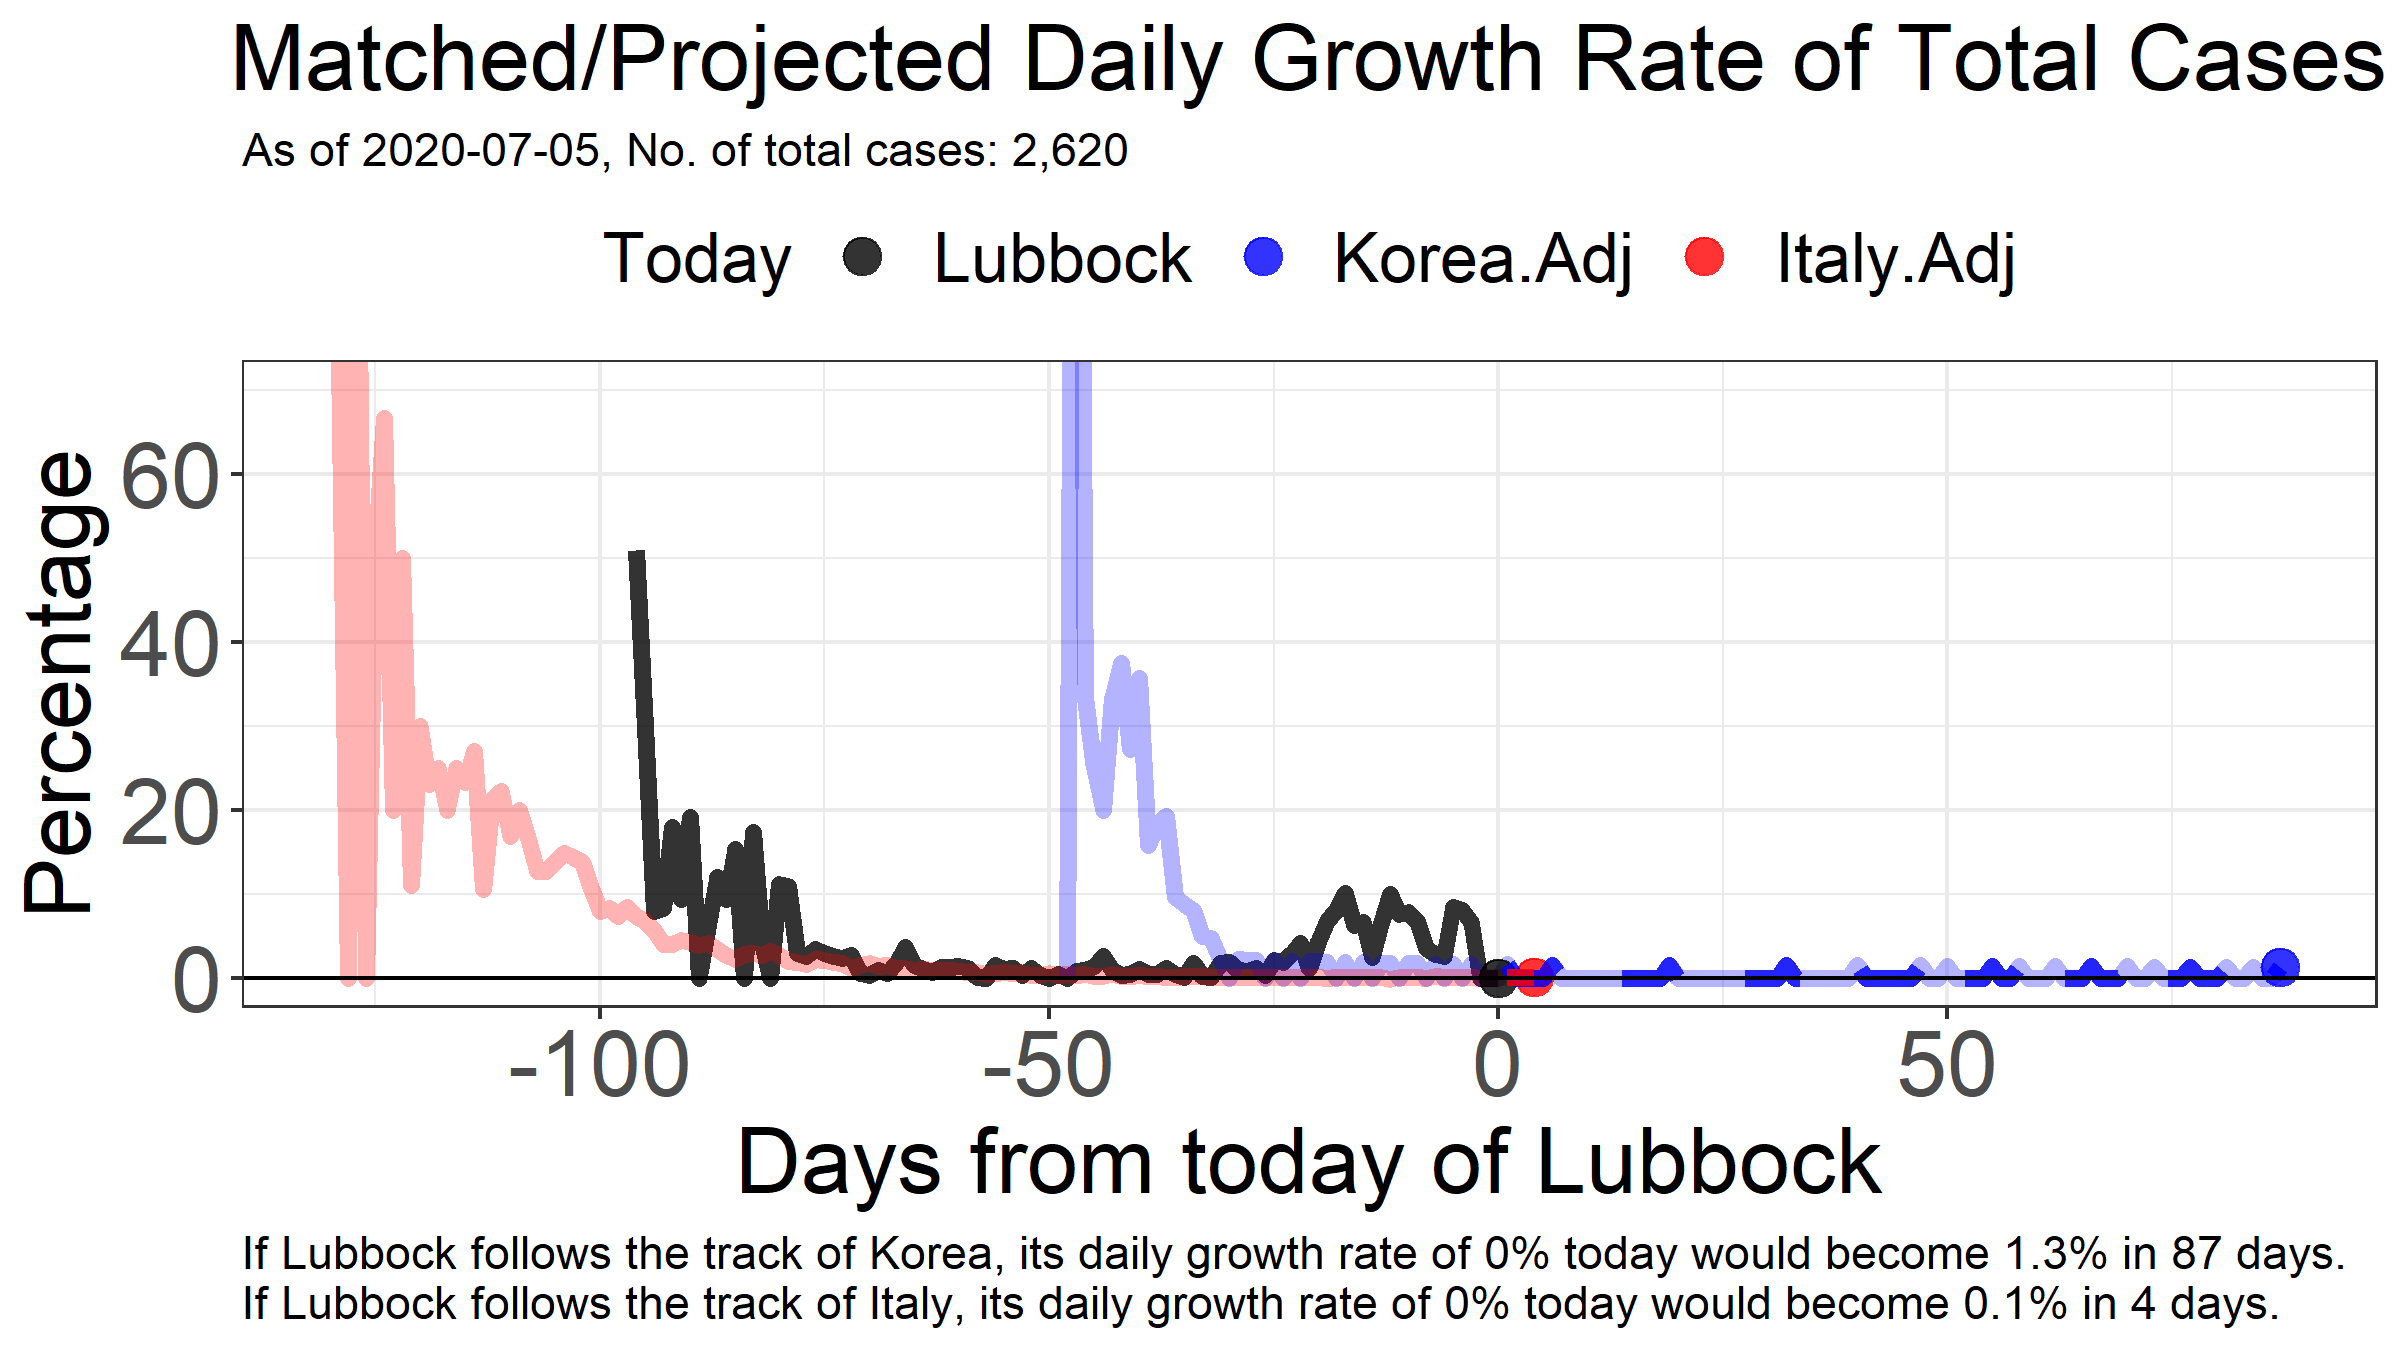 Matched/Projected Daily Growth Rate of Total Cases
As of 2020-07-05, No. of total cases: 2,620
Today Lubbock Korea.Adj Italy.Adj
Percentage
60
40
20
0
-100 -50 0 50
Days from today of Lubbock
If Lubbock follows the track of Korea, its daily growth rate of 0% today would become 1.3% in 87 days.
If Lubbock follows the track of Italy, its daily growth rate of 0% today would become 0.1% in 4 days.